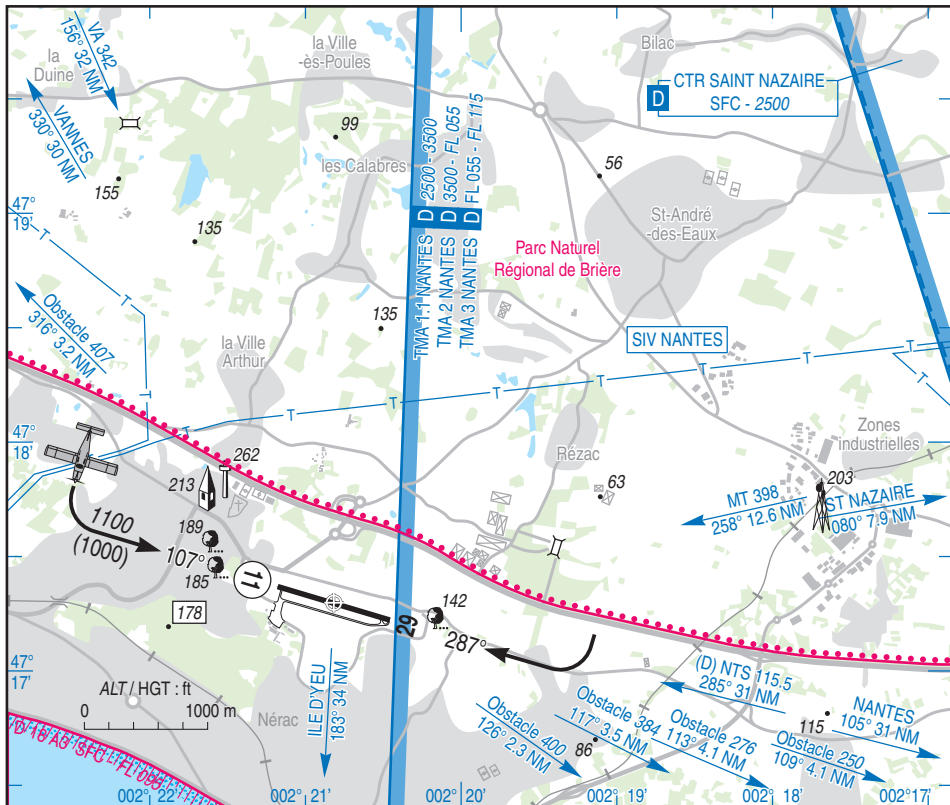 la
Duine
VA 342
156° 32 NM
VANNES
330° 30 NM
la Ville
-ès-Poules
Bilac
D
CTR SAINT NAZAIRE
SFC - 2500
99
les Calabres
155
135
56
47°
19'
St-André
-des-Eaux
TMA 1.1 NANTES D 2500 - 3500
TMA 2 NANTES D 3500 - FL 055
TMA 3 NANTES D FL 055 - FL 115
Parc Naturel
Régional de Brière
Obstacle 407
316° 3.2 NM
135
la Ville
Arthur
SIV NANTES
T
T
T
T
T
T
T
T
47°
18'
Zones
industrielles
262
213
Rézac
63
203
MT 398
258° 12.6 NM
ST NAZAIRE
080° 7.9 NM
1100
(1000)
189
107°
185
11
178
142
29
287°
47°
17'
(D) NTS 115.5
285° 31 NM
ALT / HGT : ft
0 1000 m
Nérac
ILE D'YEU
183° 34 NM
Obstacle 400
126° 2.3 NM
Obstacle 384
117° 3.5 NM
Obstacle 276
113° 4.1 NM
Obstacle 250
109° 4.1 NM
NANTES
105° 31 NM
86
115
D 18 A3 SFC - FL 095
002° 22
002° 21
002° 20
002° 19
002° 18
002° 17